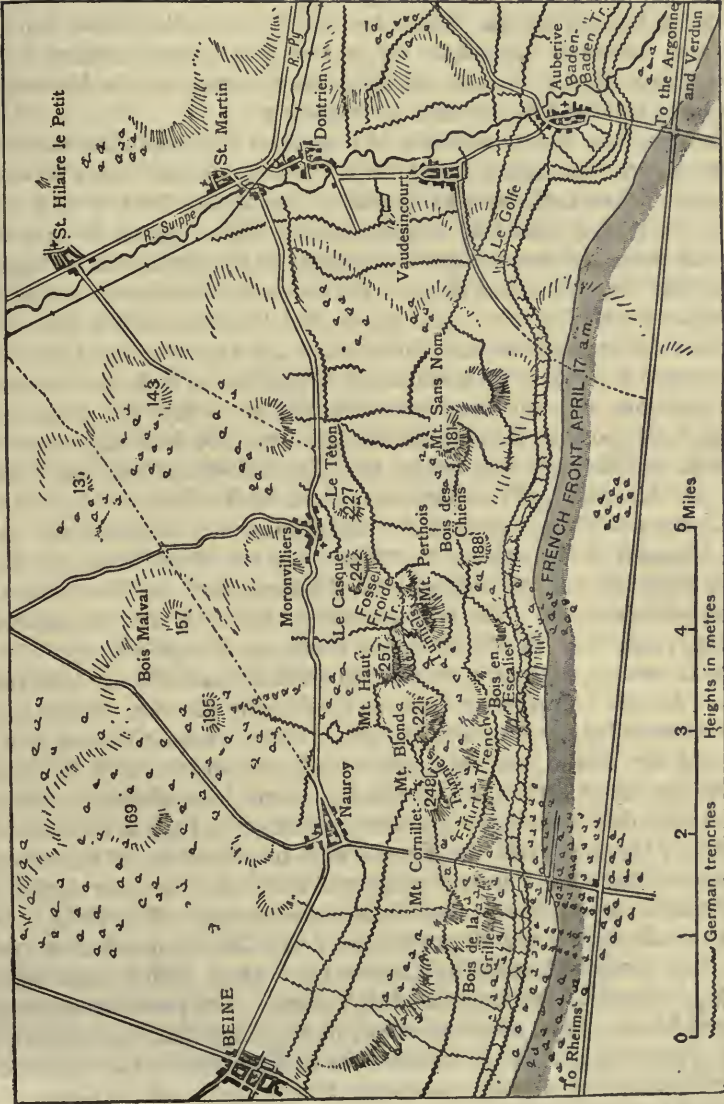 St. Hilaire le Petit
R. Suippe
St. Martin
R. Py
Dontrien
Vaudesincourt
Auberive
Baden-
Baden Tr.
To the Argonne
and Verdun
Le Golfe
143
131
Bois Malval
157
169
195
BEINE
Nauroy
Moronvilliers
Le Téton
227
Le Casque
242
Fosse
Froide
Tr.
Mt. Haut
257
Tunnel
Mt. Perthois
Mt. Sans Nom
181
Bois des
Chiens
188
Mt. Blond
221
Mt. Cornillet
248
Tunnel
Erfurt Trench
Bois en
Escalier
Bois de la
Grille
FRENCH FRONT, APRIL 17 a.m.
To Rheims
0 1 2 3 4 5 Miles
German trenches
Heights in metres